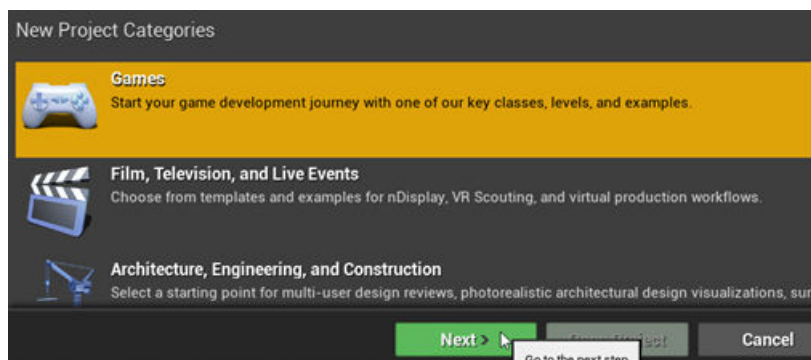 New Project Categories
Games
Start your game development journey with one of our key classes, levels, and examples.
Film, Television, and Live Events
Choose from templates and examples for nDisplay, VR Scouting, and virtual production workflows.
Architecture, Engineering, and Construction
Select a starting point for multi-user design reviews, photorealistic architectural design visualizations, sun
Next > Cancel
Go to the next step